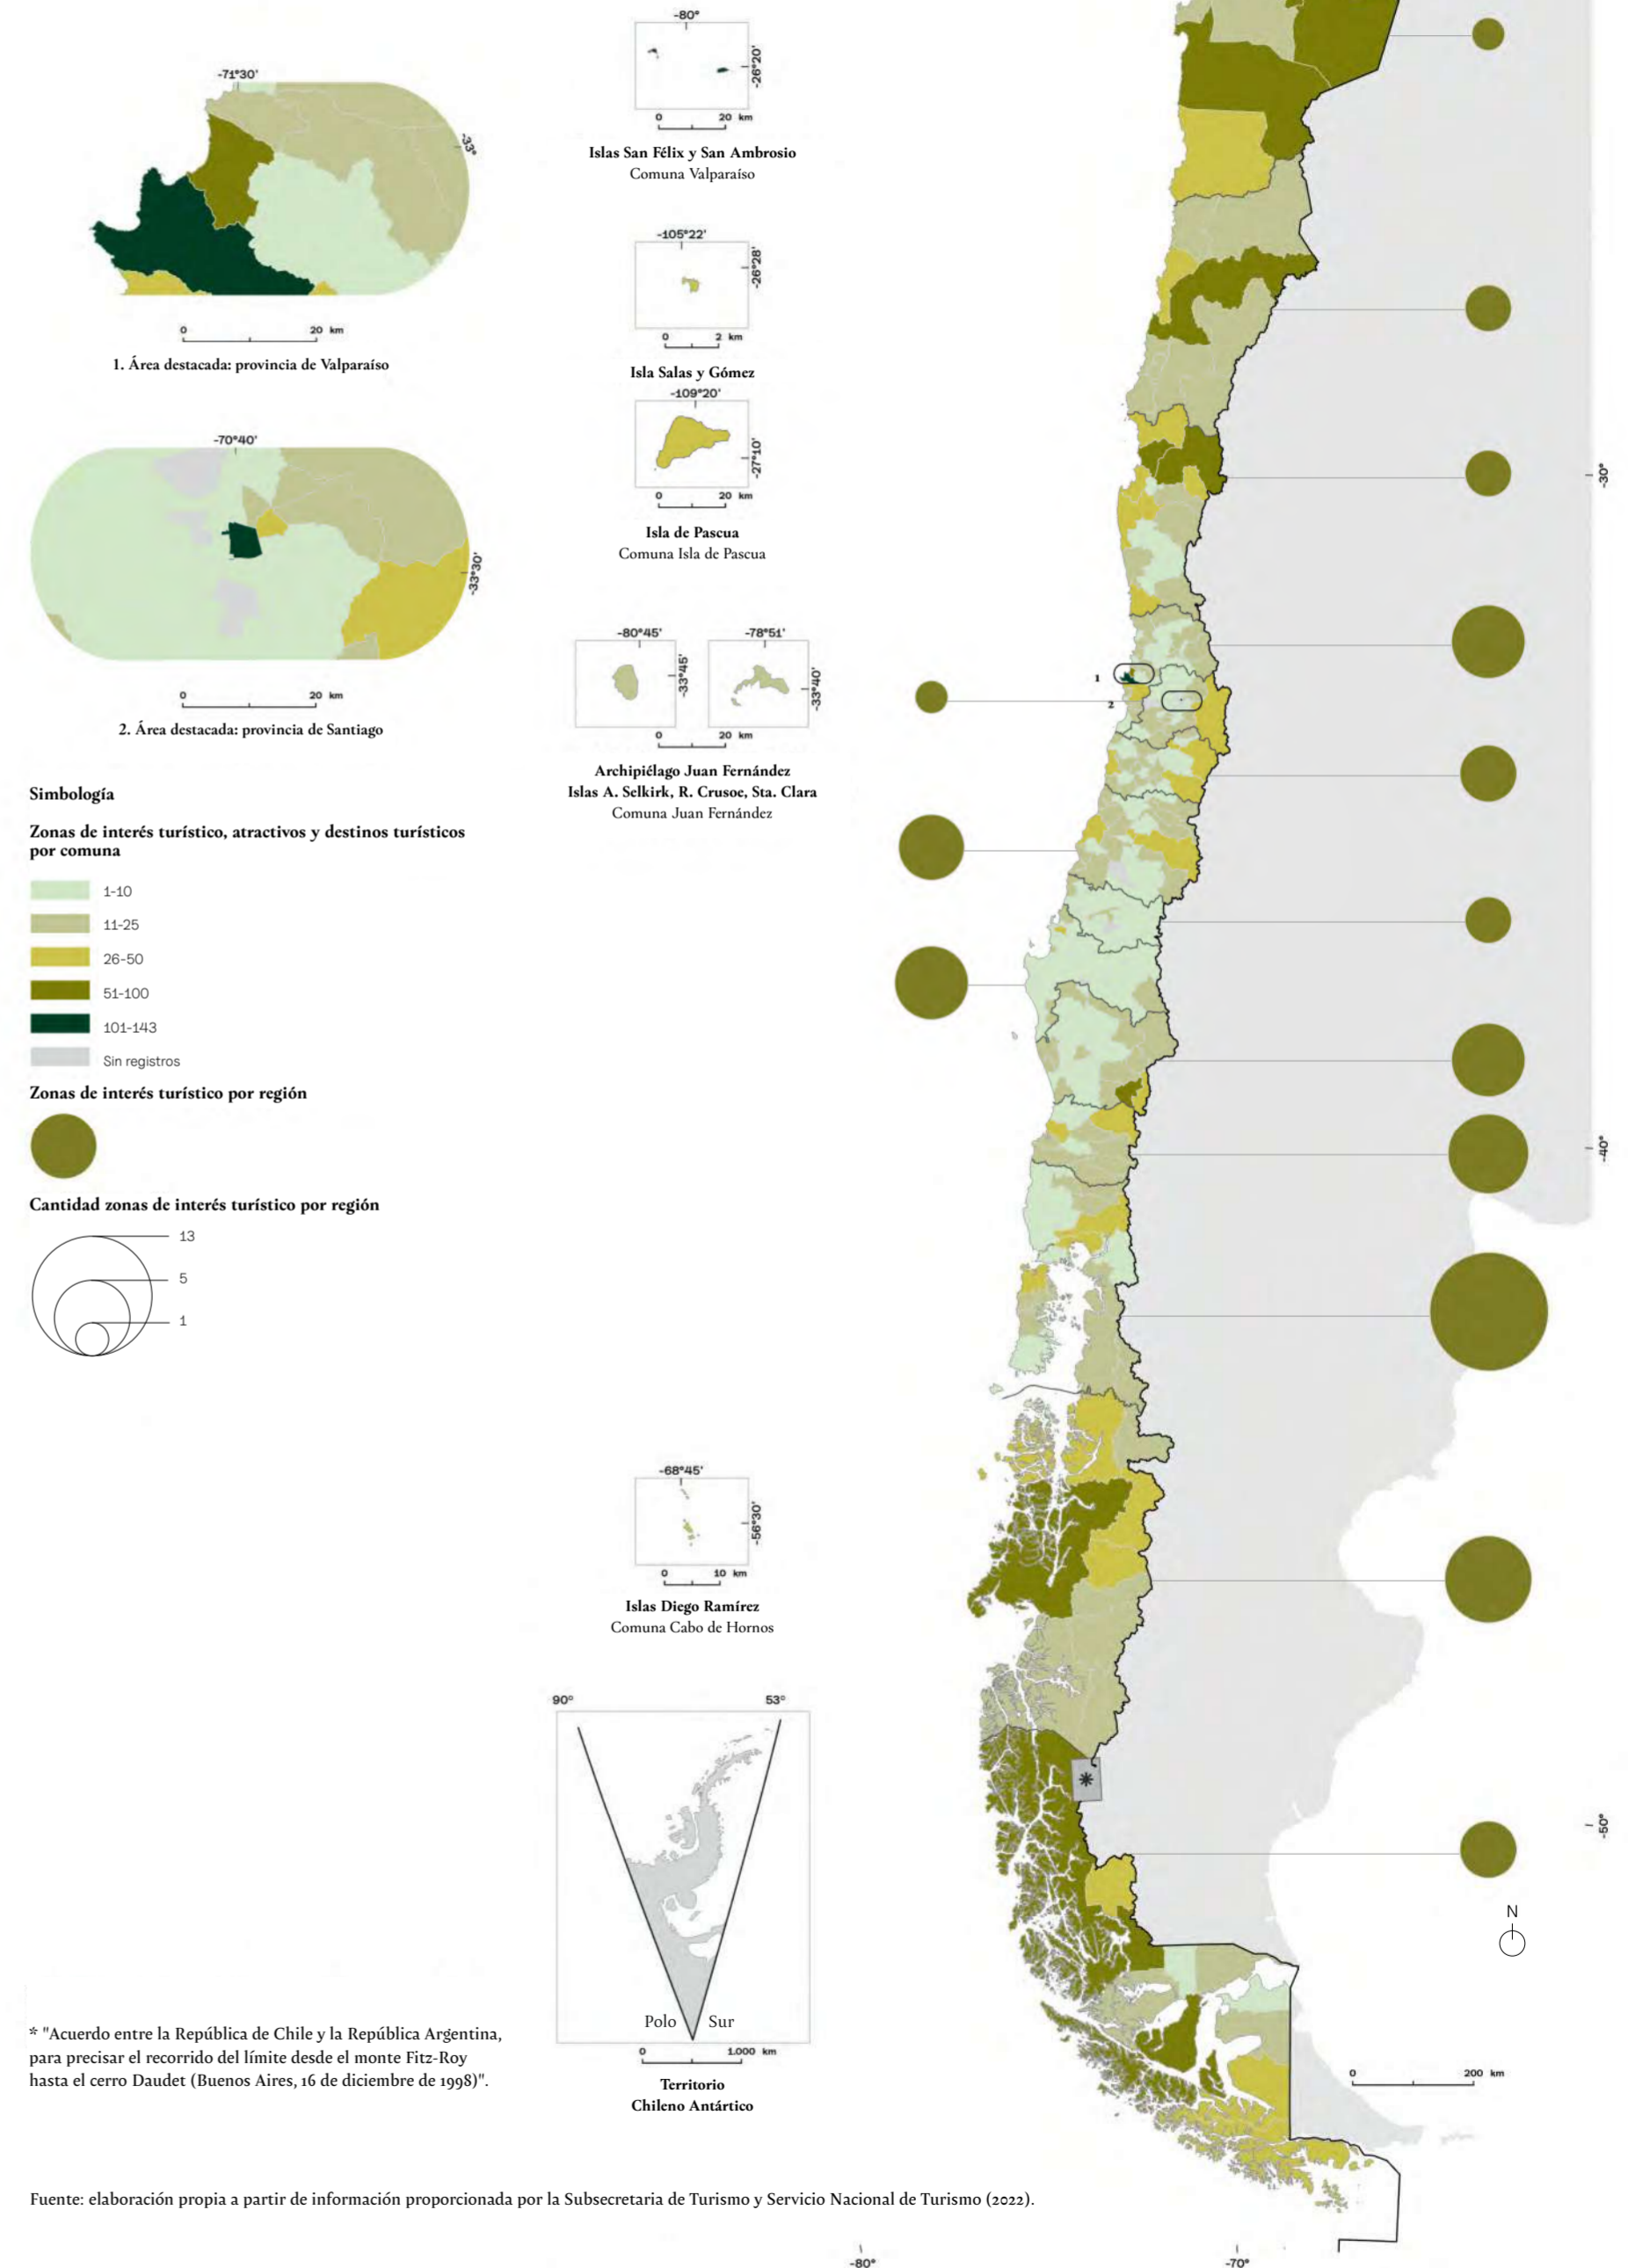 -71°30'
-33°
0 20 km
1. Área destacada: provincia de Valparaíso
-70°40'
-33°30'
0 20 km
2. Área destacada: provincia de Santiago
Simbología
Zonas de interés turístico, atractivos y destinos turísticos
por comuna
1-10
11-25
26-50
51-100
101-143
Sin registros
Zonas de interés turístico por región
Cantidad zonas de interés turístico por región
13
5
1
* "Acuerdo entre la República de Chile y la República Argentina,
para precisar el recorrido del límite desde el monte Fitz-Roy
hasta el cerro Daudet (Buenos Aires, 16 de diciembre de 1998)".
-80°
-26°20'
0 20 km
Islas San Félix y San Ambrosio
Comuna Valparaíso
-105°22'
-26°28'
0 2 km
Isla Salas y Gómez
-109°20'
-27°10'
0 20 km
Isla de Pascua
Comuna Isla de Pascua
-80°45'
-33°45'
-78°51'
-33°40'
0 20 km
Archipiélago Juan Fernández
Islas A. Selkirk, R. Crusoe, Sta. Clara
Comuna Juan Fernández
-68°45'
-56°30'
0 10 km
Islas Diego Ramírez
Comuna Cabo de Hornos
90° 53°
Polo Sur
0 1.000 km
Territorio
Chileno Antártico
1
2
-30°
-40°
-50°
*
N
0 200 km
-80° -70°
Fuente: elaboración propia a partir de información proporcionada por la Subsecretaria de Turismo y Servicio Nacional de Turismo (2022).